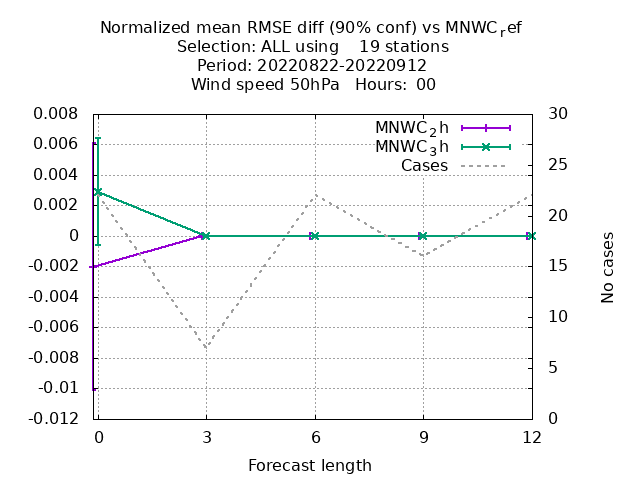 Normalized mean RMSE diff (90% conf) vs MNWCref
Selection: ALL using    19 stations
Period: 20220822-20220912
Wind speed 50hPa   Hours: 00
MNWC2h
MNWC3h
Cases
0.008
0.006
0.004
0.002
0
-0.002
-0.004
-0.006
-0.008
-0.01
-0.012
30
25
20
15
10
5
0
No cases
0 3 6 9 12
Forecast length